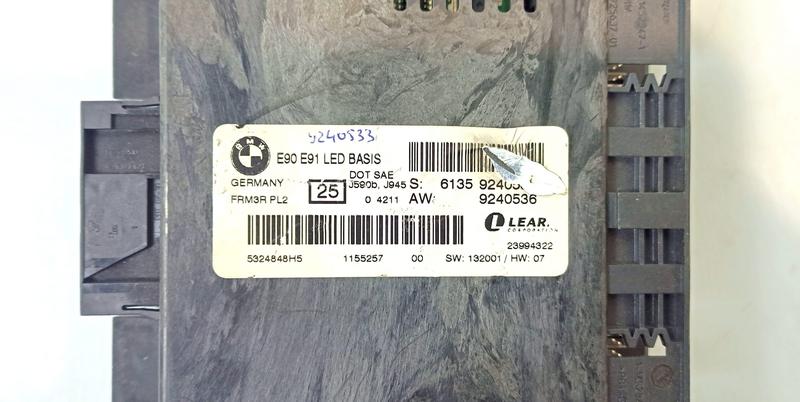 9240533
BMW
E90 E91 LED BASIS
DOT SAE
GERMANY 25 J590b, J945 S: 6135
FRM3R PL2 0 4211 AW: 9240536
LEAR.
CORPORATION
23994322
5324848H5 1155257 00 SW: 132001 / HW: 07